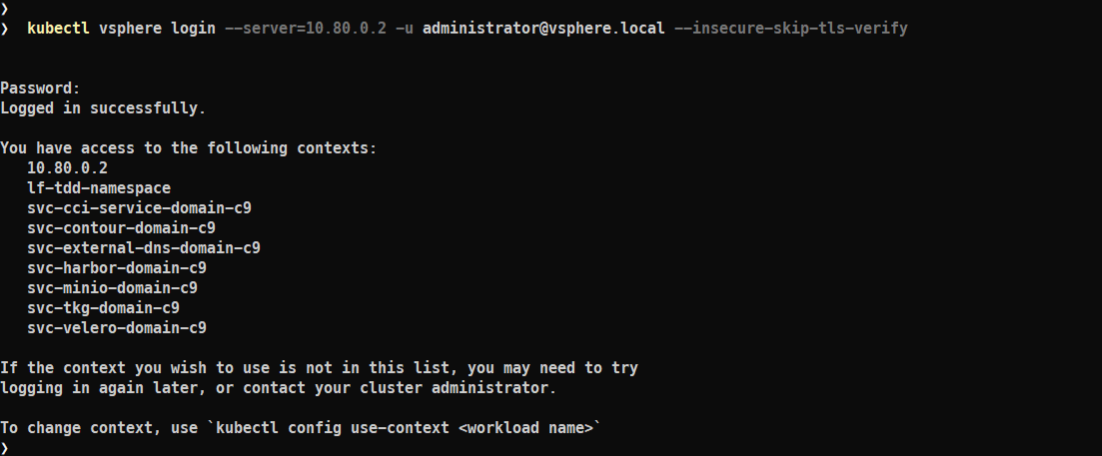 ❯
❯ kubectl vsphere login --server=10.80.0.2 -u administrator@vsphere.local --insecure-skip-tls-verify
Password:
Logged in successfully.
You have access to the following contexts:
10.80.0.2
lf-tdd-namespace
svc-cci-service-domain-c9
svc-contour-domain-c9
svc-external-dns-domain-c9
svc-harbor-domain-c9
svc-minio-domain-c9
svc-tkg-domain-c9
svc-velero-domain-c9
If the context you wish to use is not in this list, you may need to try
logging in again later, or contact your cluster administrator.
To change context, use `kubectl config use-context <workload name>`
❯